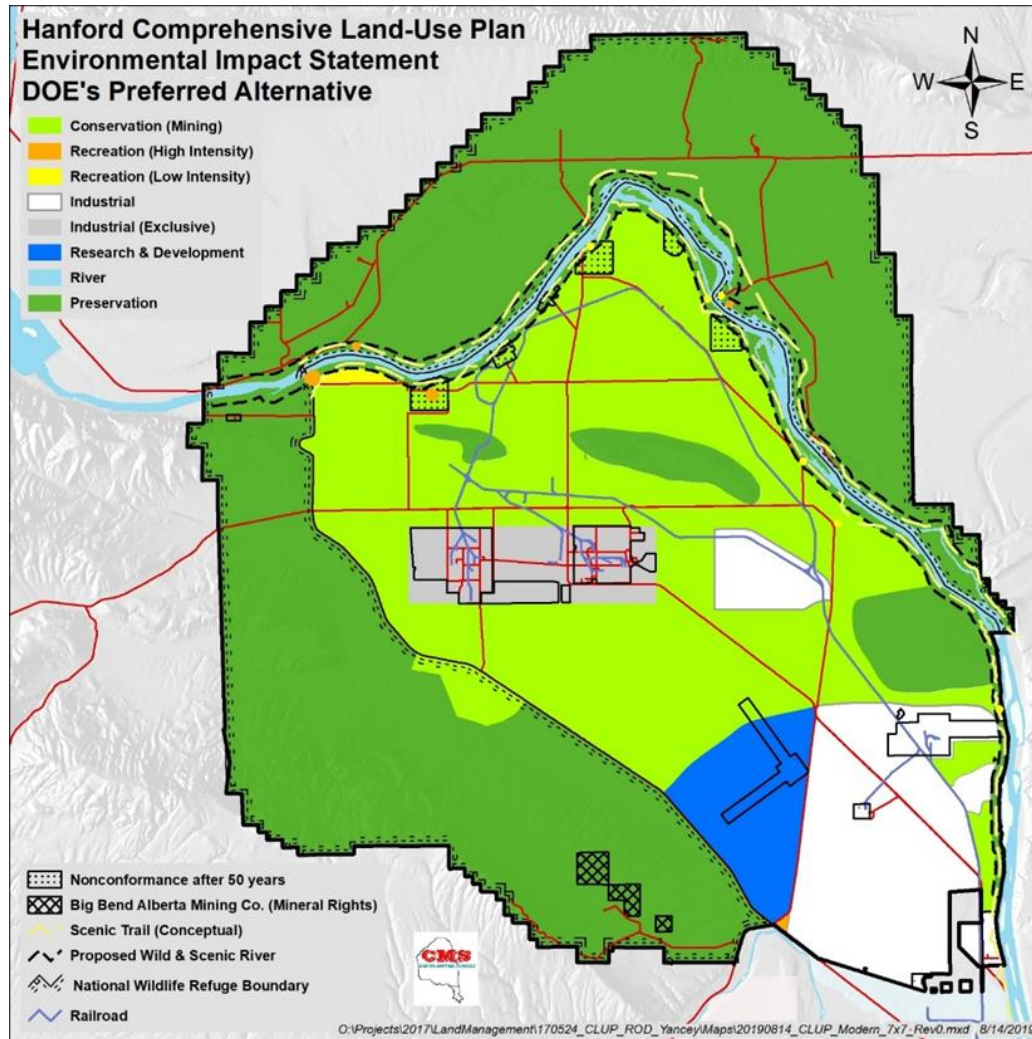 Hanford Comprehensive Land-Use Plan
Environmental Impact Statement
DOE's Preferred Alternative
N
W E
S
Conservation (Mining)
Recreation (High Intensity)
Recreation (Low Intensity)
Industrial
Industrial (Exclusive)
Research & Development
River
Preservation
Nonconformance after 50 years
Big Bend Alberta Mining Co. (Mineral Rights)
Scenic Trail (Conceptual)
Proposed Wild & Scenic River
National Wildlife Refuge Boundary
Railroad
CMS
O:\Projects\2017\LandManagement\170524_CLUP_ROD_Yancey\Maps\20190814_CLUP_Modern_7x7_Rev0.mxd 8/14/2019